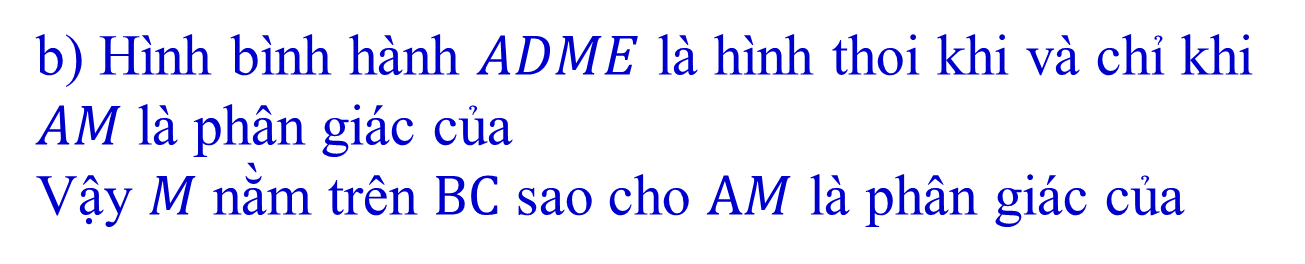 b) Hình bình hành ADME là hình thoi khi và chỉ khi
AM là phân giác của
Vậy M nằm trên BC sao cho AM là phân giác của